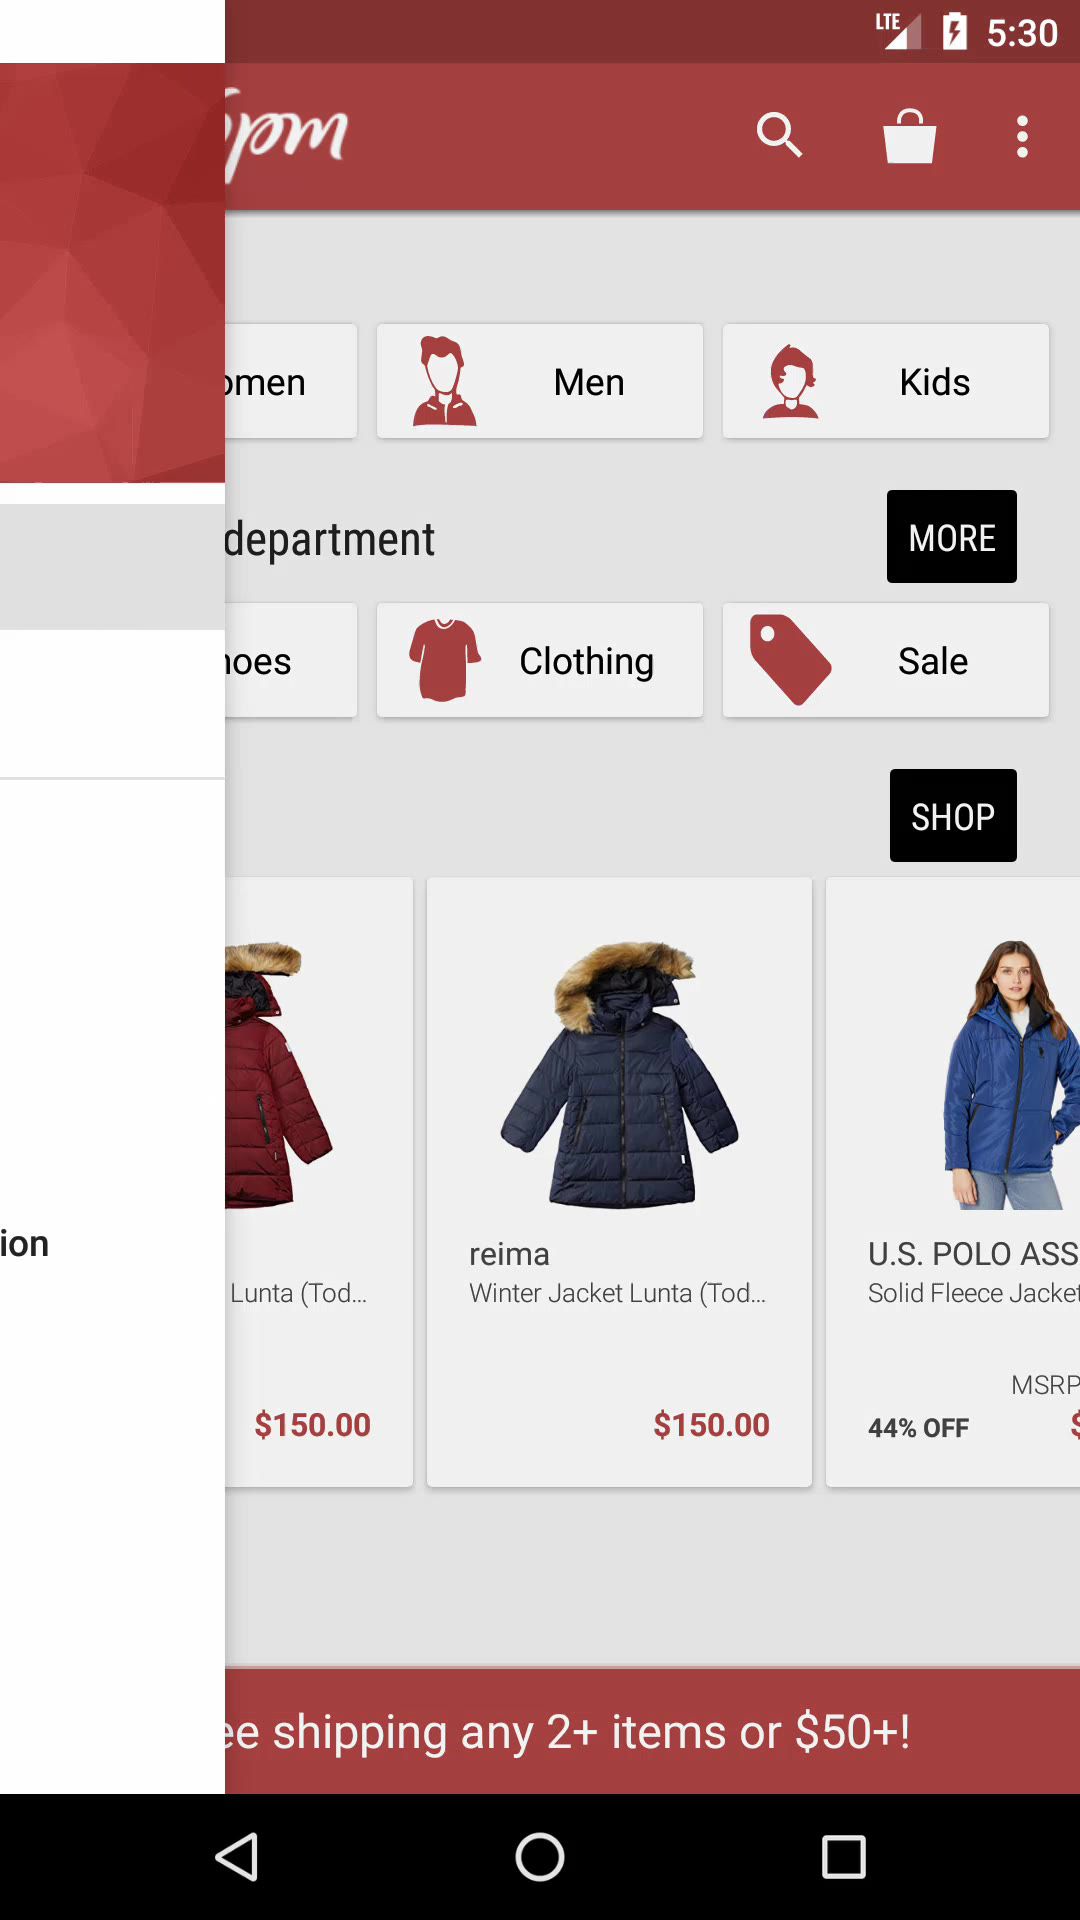 LTE 5:30
6pm
omen
Men
Kids
department
MORE
hoes
Clothing
Sale
SHOP
ion
reima
U.S. POLO ASS
Lunta (Tod...
Winter Jacket Lunta (Tod...
Solid Fleece Jacket
MSRP
$150.00
$150.00
44% OFF
$
ee shipping any 2+ items or $50+!